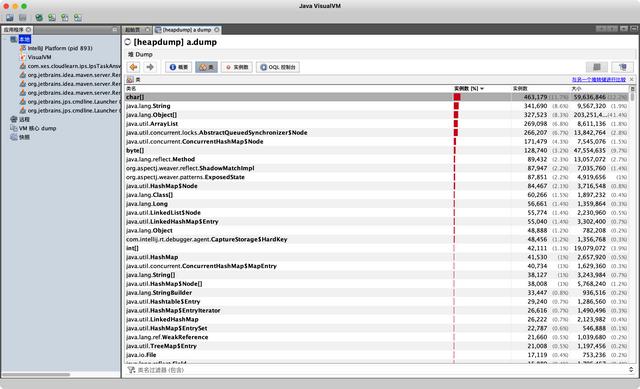 Java VisualVM
应用程序
起始页
[heapdump] a.dump
本地
IntelliJ Platform (pid 893)
VisualVM
com.xes.cloudlearn.ips.IpsTaskAnsw
org.jetbrains.idea.maven.server.Rem
org.jetbrains.idea.maven.server.Rem
org.jetbrains.jps.cmdline.Launcher (
org.jetbrains.jps.cmdline.Launcher (
org.jetbrains.idea.maven.server.Rem
远程
VM 核心 dump
快照
[heapdump] a.dump
堆 Dump
概要 类 实例数 OQL 控制台
类 与另一个堆转储进行比较
类名 实例数 [%] 实例数 大小
char[] 463,179 (11.7%) 59,636,846 (12.2%)
java.lang.String 341,690 (8.6%) 9,567,320 (1.9%)
java.lang.Object[] 327,523 (8.3%) 203,251,4... (41.4%)
java.util.ArrayList 269,098 (6.8%) 8,611,136 (1.8%)
java.util.concurrent.locks.AbstractQueuedSynchronizer$Node 266,207 (6.7%) 13,842,764 (2.8%)
java.util.concurrent.ConcurrentHashMap$Node 171,479 (4.3%) 7,545,076 (1.5%)
byte[] 128,740 (3.2%) 47,554,635 (9.7%)
java.lang.reflect.Method 89,432 (2.3%) 13,057,072 (2.7%)
org.aspectj.weaver.reflect.ShadowMatchImpl 87,947 (2.2%) 7,035,760 (1.4%)
org.aspectj.weaver.patterns.ExposedState 87,851 (2.2%) 4,919,656 (1%)
java.util.HashMap$Node 84,467 (2.1%) 3,716,548 (0.8%)
java.lang.Class[] 60,266 (1.5%) 1,897,232 (0.4%)
java.lang.Long 56,661 (1.4%) 1,359,864 (0.3%)
java.util.LinkedList$Node 55,774 (1.4%) 2,230,960 (0.5%)
java.util.LinkedHashMap$Entry 55,040 (1.4%) 3,302,400 (0.7%)
java.lang.Object 48,888 (1.2%) 782,208 (0.2%)
com.intellij.rt.debugger.agent.CaptureStorage$HardKey 48,456 (1.2%) 1,356,768 (0.3%)
int[] 42,111 (1.1%) 19,079,072 (3.9%)
java.util.HashMap 41,530 (1%) 2,657,920 (0.5%)
java.util.concurrent.ConcurrentHashMap$MapEntry 40,734 (1%) 1,629,360 (0.3%)
java.lang.String[] 38,127 (1%) 3,243,984 (0.7%)
java.util.HashMap$Node[] 38,008 (1%) 5,768,240 (1.2%)
java.lang.StringBuilder 33,447 (0.8%) 936,516 (0.2%)
java.util.Hashtable$Entry 29,240 (0.7%) 1,286,560 (0.3%)
java.util.HashMap$EntryIterator 26,616 (0.7%) 1,490,496 (0.3%)
java.util.LinkedHashMap 26,222 (0.7%) 2,123,982 (0.4%)
java.util.HashMap$EntrySet 22,787 (0.6%) 546,888 (0.1%)
java.lang.ref.WeakReference 21,660 (0.5%) 1,039,680 (0.2%)
java.util.TreeMap$Entry 21,008 (0.5%) 1,197,456 (0.2%)
java.io.File 17,119 (0.4%) 753,236 (0.2%)
类名过滤器 (包含)